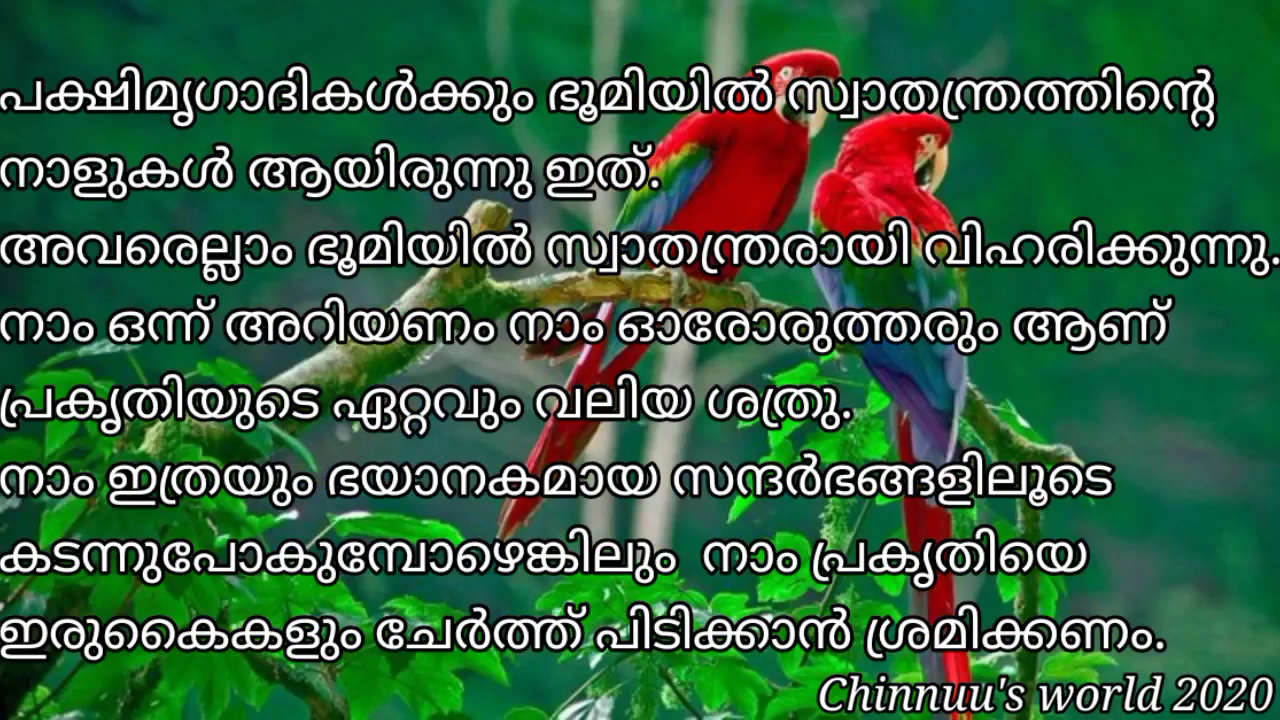 പക്ഷിമൃഗാദികൾക്കും ഭൂമിയിൽ സ്വാതന്ത്രത്തിന്റെ
നാളുകൾ ആയിരുന്നു ഇത്.
അവരെല്ലാം ഭൂമിയിൽ സ്വാതന്ത്രരായി വിഹരിക്കുന്നു.
നാം ഒന്ന് അറിയണം നാം ഓരോരുത്തരും ആണ്
പ്രകൃതിയുടെ ഏറ്റവും വലിയ ശത്രു.
നാം ഇത്രയും ഭയാനകമായ സന്ദർഭങ്ങളിലൂടെ
കടന്നുപോകുമ്പോഴെങ്കിലും നാം പ്രകൃതിയെ
ഇരുകൈകളും ചേർത്ത് പിടിക്കാൻ ശ്രമിക്കണം.
Chinnuu's world 2020